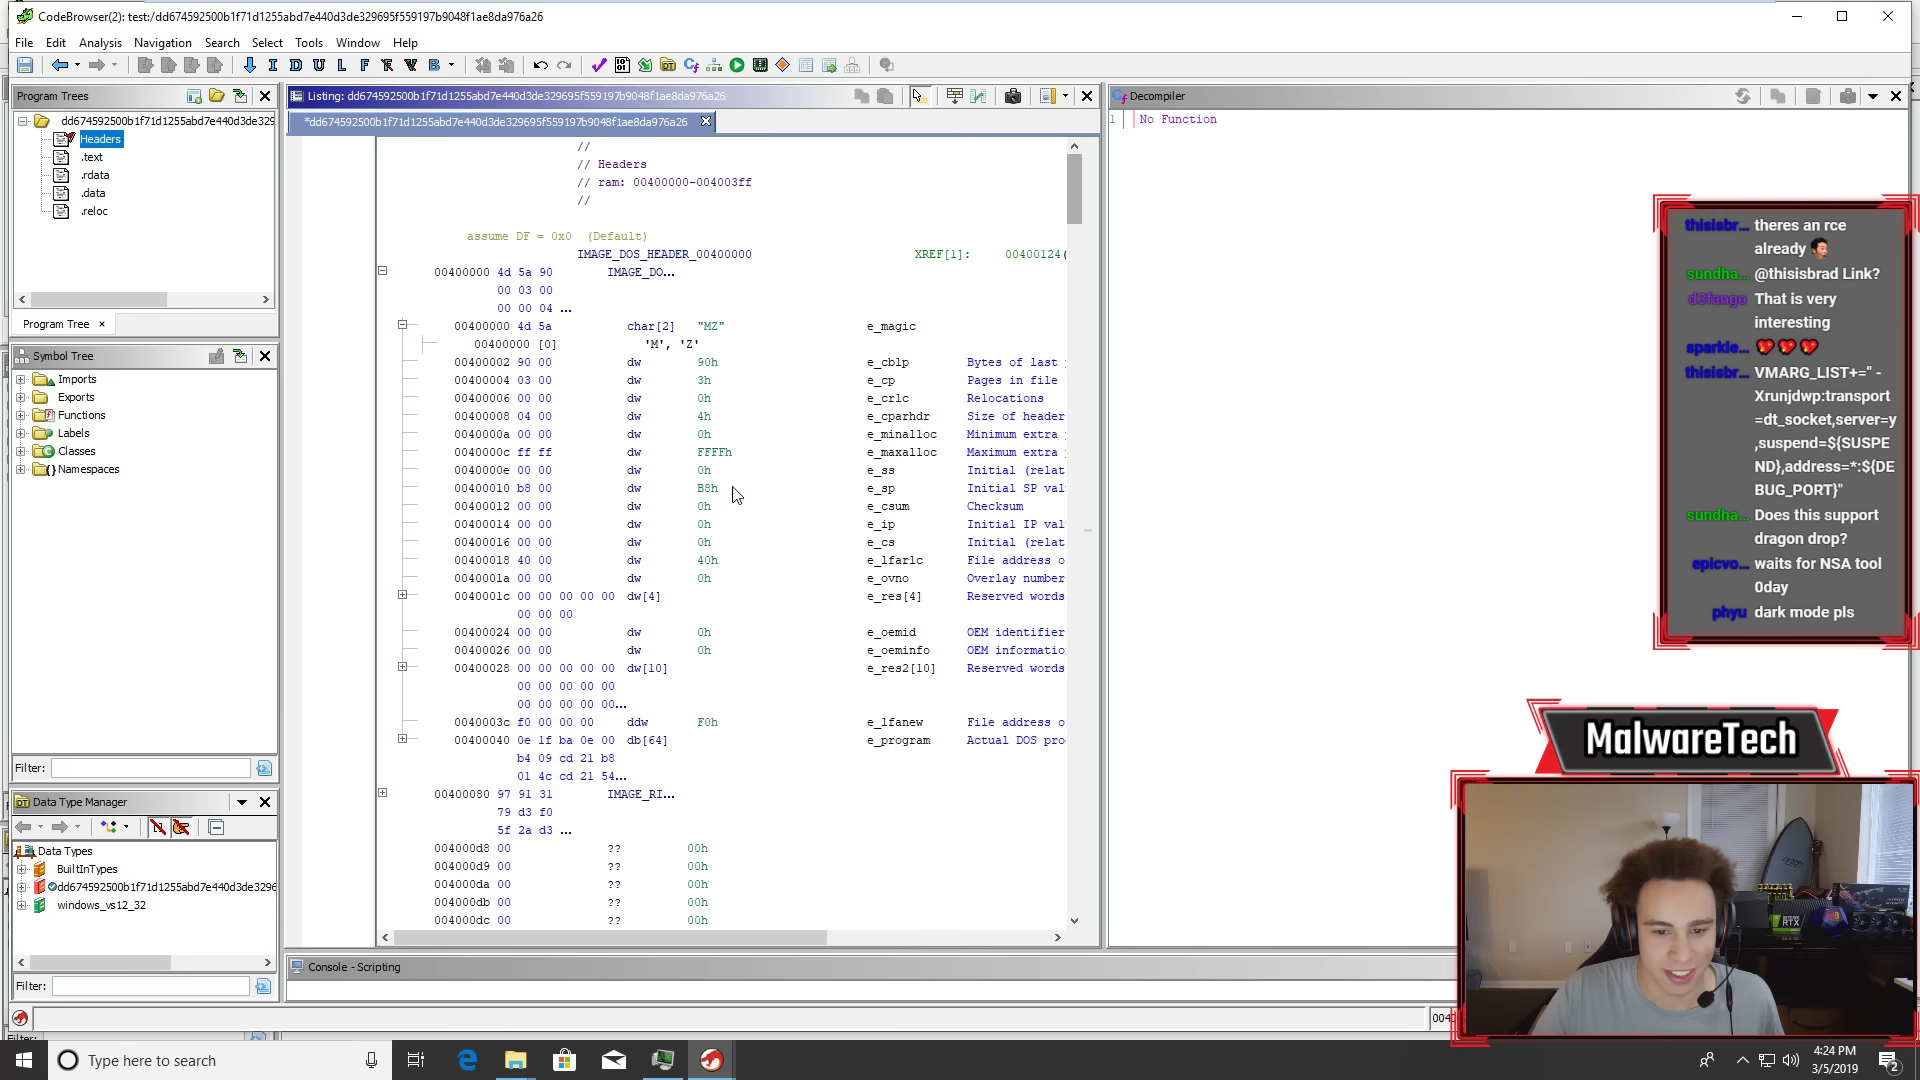 CodeBrowser(2): test:/dd674592500b1f71d1255abd7e440d3de329695f559197b9048f1ae8da976a26
File Edit Analysis Navigation Search Select Tools Window Help
I D U L F B
Program Trees
dd674592500b1f71d1255abd7e440d3de329
Headers
.text
.rdata
.data
.reloc
Program Tree ×
Symbol Tree
Imports
Exports
Functions
Labels
Classes
Namespaces
Filter:
Data Type Manager
Data Types
BuiltInTypes
dd674592500b1f71d1255abd7e440d3de3296
windows_vs12_32
Filter:
Listing: dd674592500b1f71d1255abd7e440d3de329695f559197b9048f1ae8da976a26
*dd674592500b1f71d1255abd7e440d3de329695f559197b9048f1ae8da976a26
//
// Headers
// ram: 00400000-004003ff
//
assume DF = 0x0 (Default)
IMAGE_DOS_HEADER_00400000 XREF[1]: 00400124(
00400000 4d 5a 90 IMAGE_DO...
00 03 00
00 00 04 ...
00400000 4d 5a char[2] "MZ" e_magic
00400000 [0] 'M', 'Z'
00400002 90 00 dw 90h e_cblp Bytes of last
00400004 03 00 dw 3h e_cp Pages in file
00400006 00 00 dw 0h e_crlc Relocations
00400008 04 00 dw 4h e_cparhdr Size of header
0040000a 00 00 dw 0h e_minalloc Minimum extra
0040000c ff ff dw FFFFh e_maxalloc Maximum extra
0040000e 00 00 dw 0h e_ss Initial (relat
00400010 b8 00 dw B8h e_sp Initial SP val
00400012 00 00 dw 0h e_csum Checksum
00400014 00 00 dw 0h e_ip Initial IP val
00400016 00 00 dw 0h e_cs Initial (relat
00400018 40 00 dw 40h e_lfarlc File address o
0040001a 00 00 dw 0h e_ovno Overlay number
0040001c 00 00 00 00 00 dw[4] e_res[4] Reserved words
00 00 00
00400024 00 00 dw 0h e_oemid OEM identifier
00400026 00 00 dw 0h e_oeminfo OEM informatio
00400028 00 00 00 00 00 dw[10] e_res2[10] Reserved words
00 00 00 00 00
00 00 00 00 00...
0040003c f0 00 00 00 ddw F0h e_lfanew File address o
00400040 0e 1f ba 0e 00 db[64] e_program Actual DOS pro
b4 09 cd 21 b8
01 4c cd 21 54...
00400080 97 91 31 IMAGE_RI...
79 d3 f0
5f 2a d3 ...
004000d8 00 ?? 00h
004000d9 00 ?? 00h
004000da 00 ?? 00h
004000db 00 ?? 00h
004000dc 00 ?? 00h
Console - Scripting
Decompiler
1 No Function
thisisbr... theres an rce
already
sundha... @thisisbrad Link?
d3fango That is very
interesting
sparkle...
thisisbr... VMARG_LIST+=" -
Xrunjdwp:transport
=dt_socket,server=y
,suspend=${SUSPE
ND},address=*:${DE
BUG_PORT}"
sundha... Does this support
dragon drop?
epicvo... waits for NSA tool
0day
phyu dark mode pls
MalwareTech
Type here to search
4:24 PM
3/5/2019
2